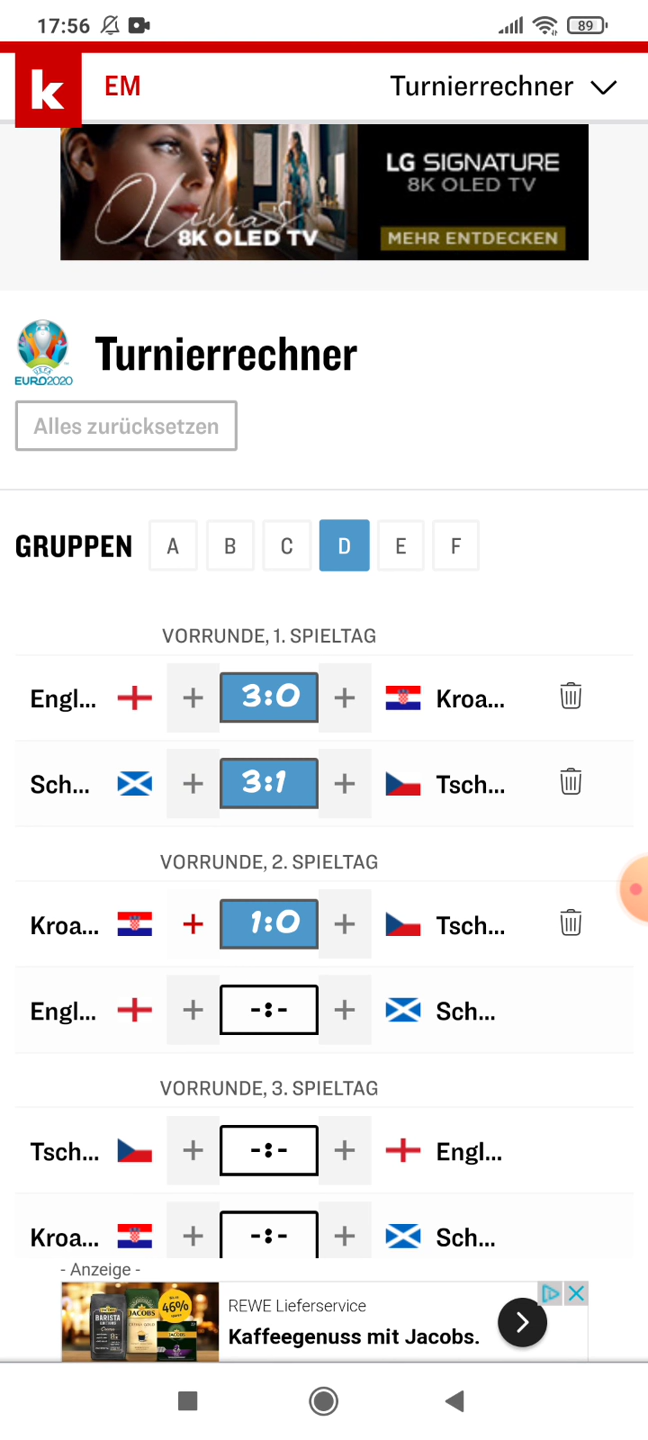 17:56 89
k EM Turnierrechner
Olivia's
8K OLED TV
LG SIGNATURE
8K OLED TV
MEHR ENTDECKEN
EURO2020
Turnierrechner
Alles zurücksetzen
GRUPPEN A B C D E F
VORRUNDE, 1. SPIELTAG
Engl... + 3:0 + Kroa...
Sch... + 3:1 + Tsch...
VORRUNDE, 2. SPIELTAG
Kroa... + 1:0 + Tsch...
Engl... + -:- + Sch...
VORRUNDE, 3. SPIELTAG
Tsch... + -:- + Engl...
Kroa... + -:- + Sch...
- Anzeige -
BARISTA
JACOBS
46%
REWE Lieferservice
Kaffeegenuss mit Jacobs.